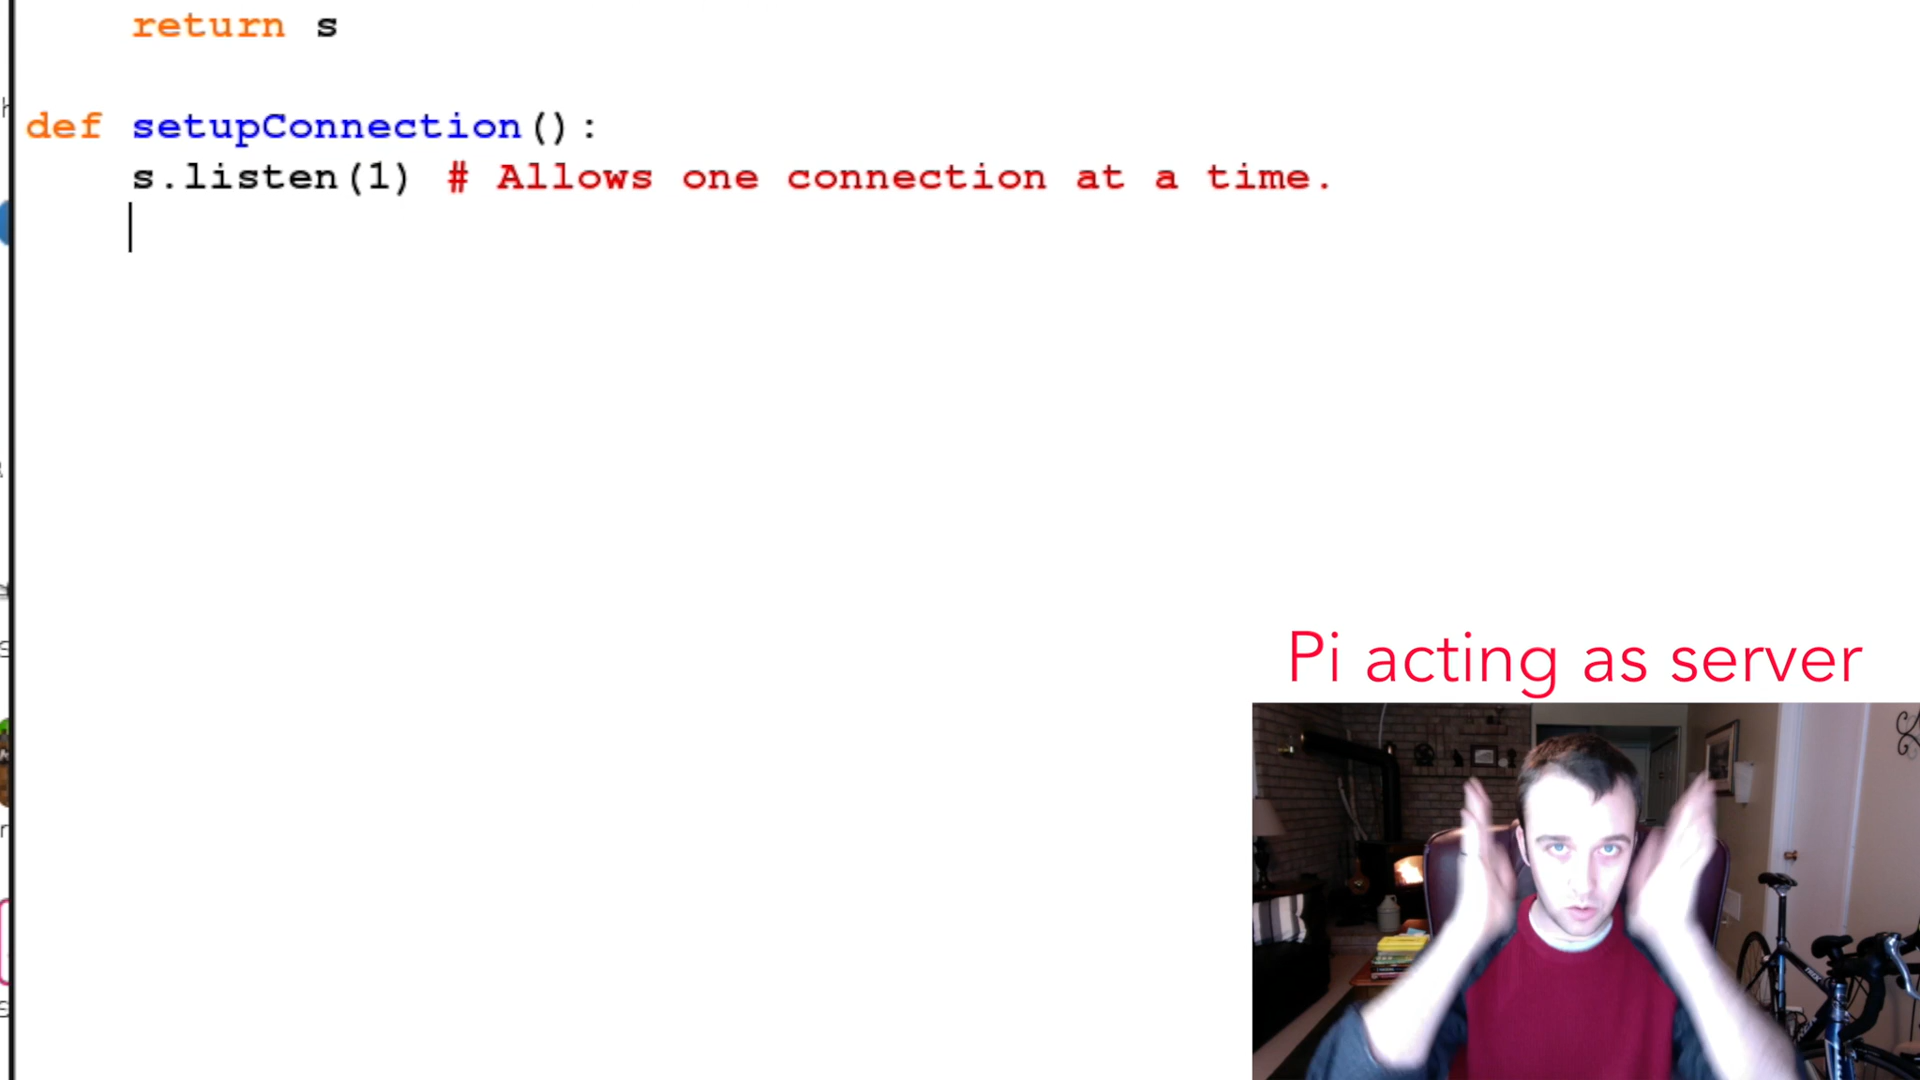 return s
def setupConnection():
s.listen(1) # Allows one connection at a time.
Pi acting as server